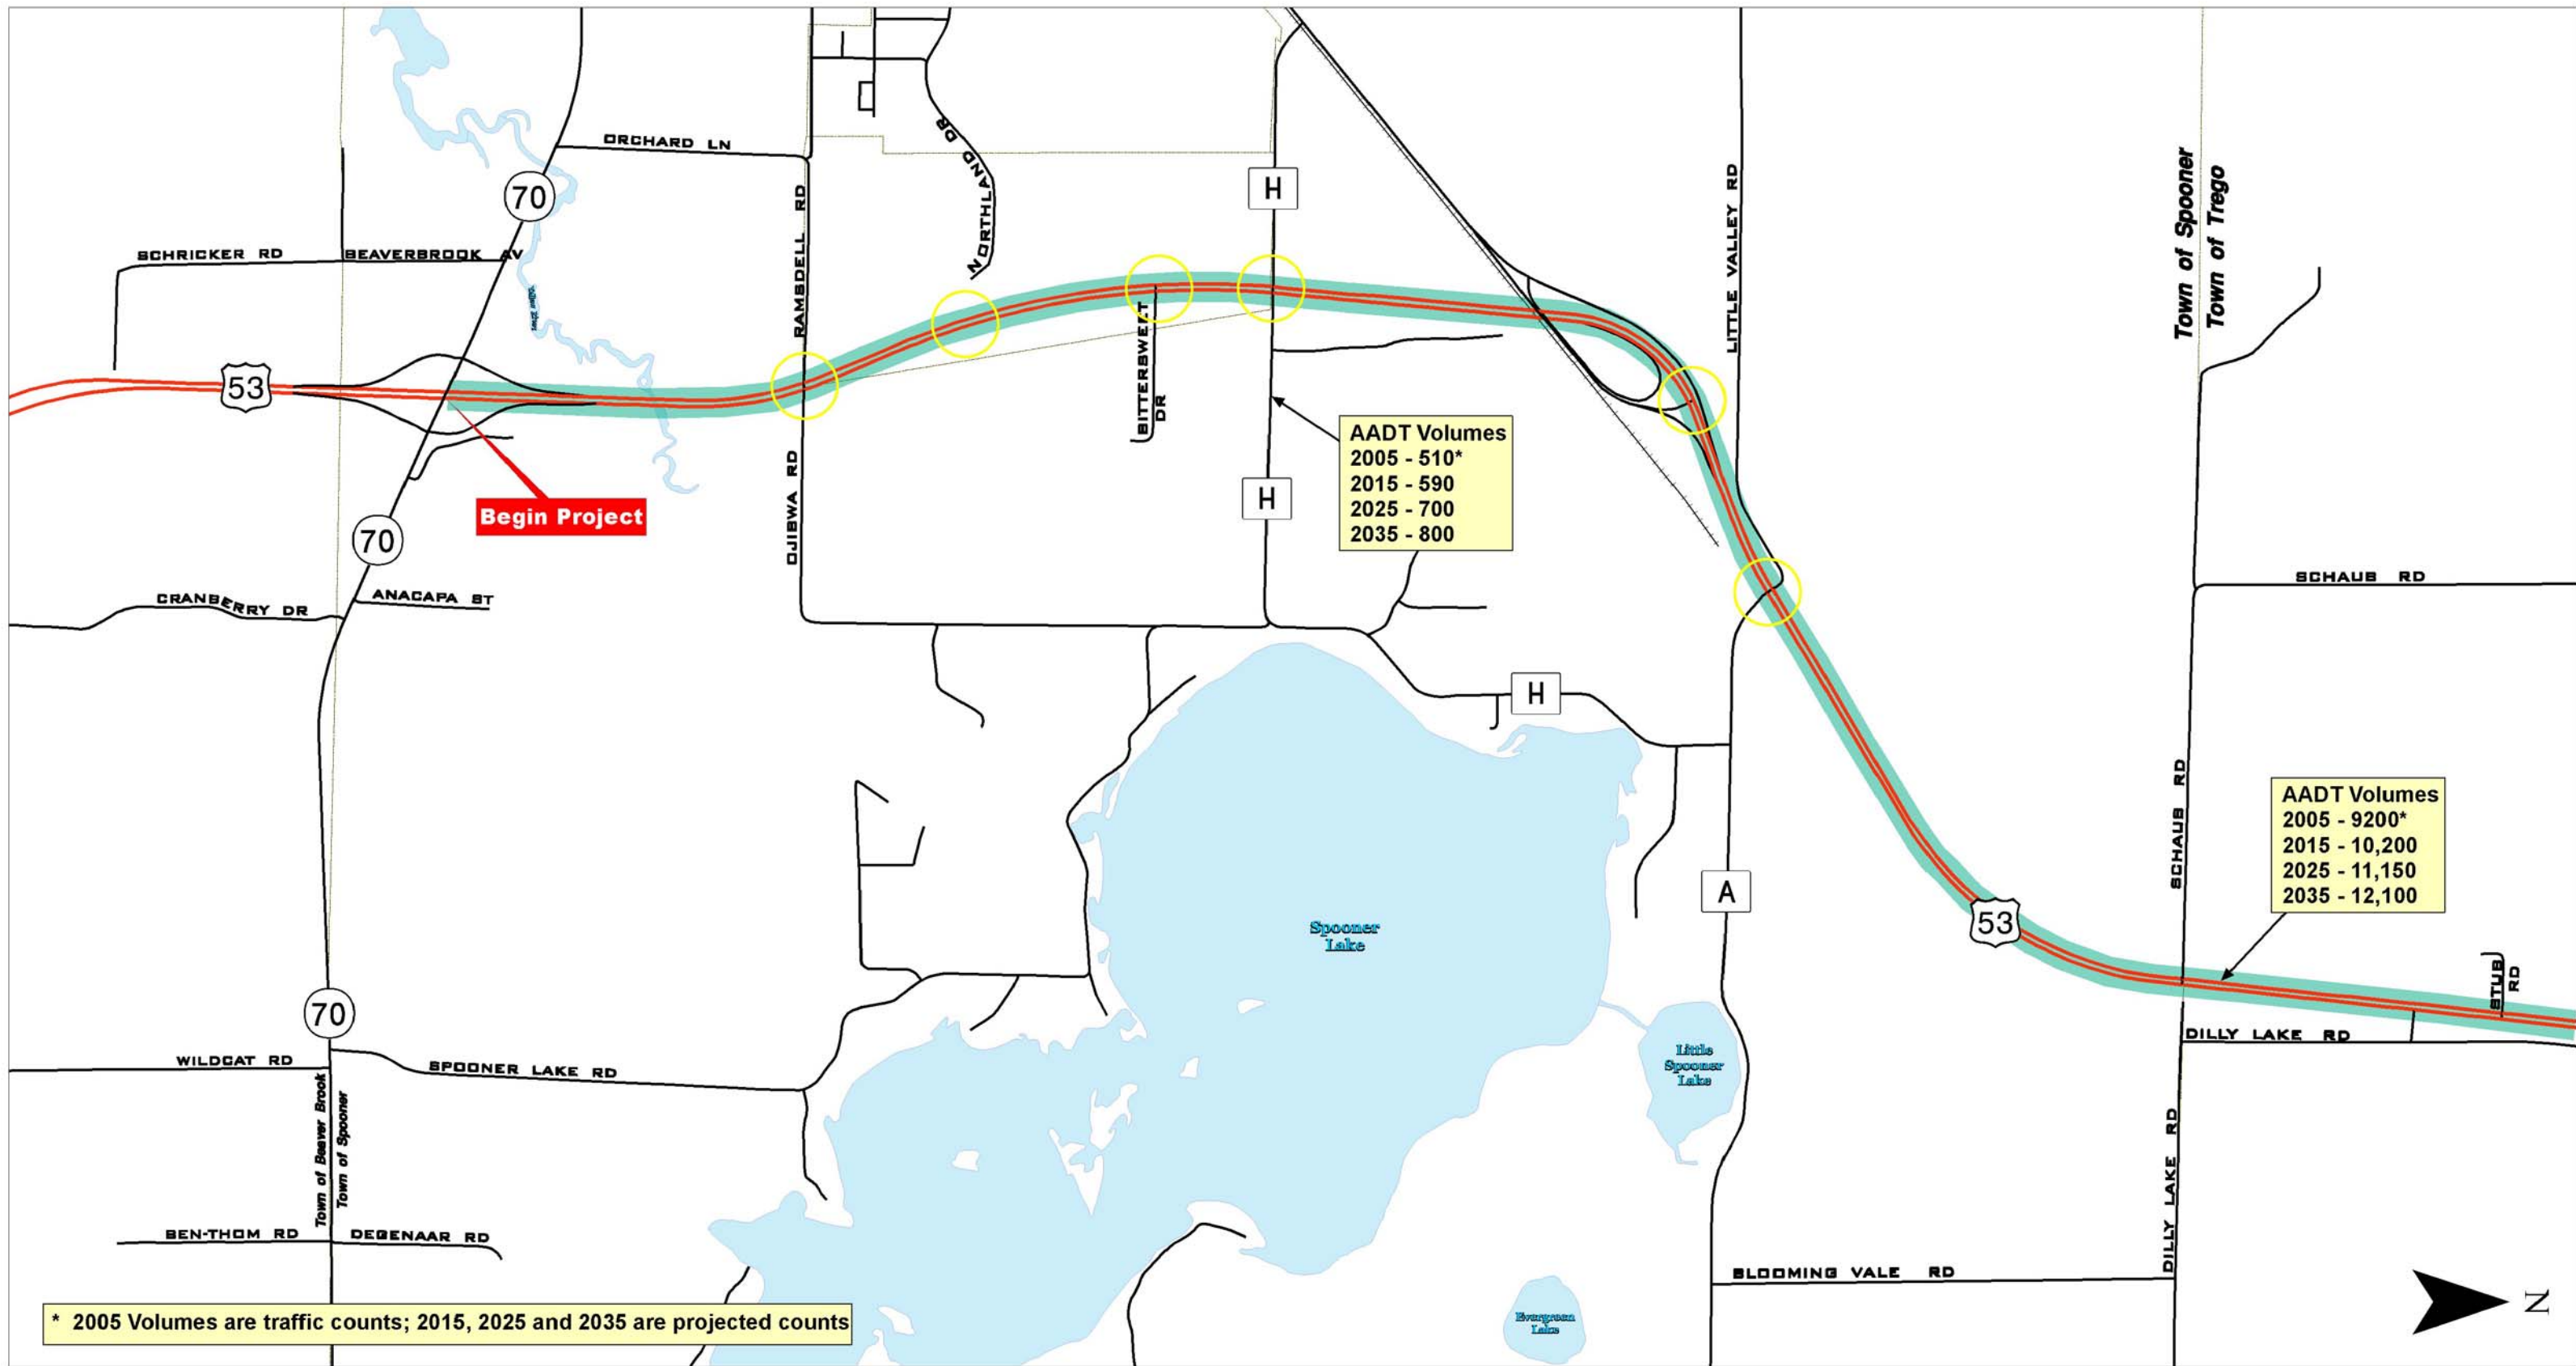 ORCHARD LN
70
RAMSDELL RD
NORTHLAND DR
H
LITTLE VALLEY RD
Town of Spooner
Town of Trego
SCHRICKER RD
BEAVERBROOK AV
53
BITTERSWEET
DR
AADT Volumes
2005 - 510*
2015 - 590
2025 - 700
2035 - 800
Begin Project
OJIBWA RD
H
70
CRANBERRY DR
ANACAPA ST
SCHAUB RD
H
SCHAUB RD
AADT Volumes
2005 - 9200*
2015 - 10,200
2025 - 11,150
2035 - 12,100
A
Spooner
Lake
53
STUB
RD
70
DILLY LAKE RD
WILDCAT RD
SPOONER LAKE RD
Little
Spooner
Lake
Town of Beaver Brook
Town of Spooner
DILLY LAKE RD
BEN-THOM RD
DEGENAAR RD
BLOOMING VALE RD
Evergreen
Lake
N
* 2005 Volumes are traffic counts; 2015, 2025 and 2035 are projected counts